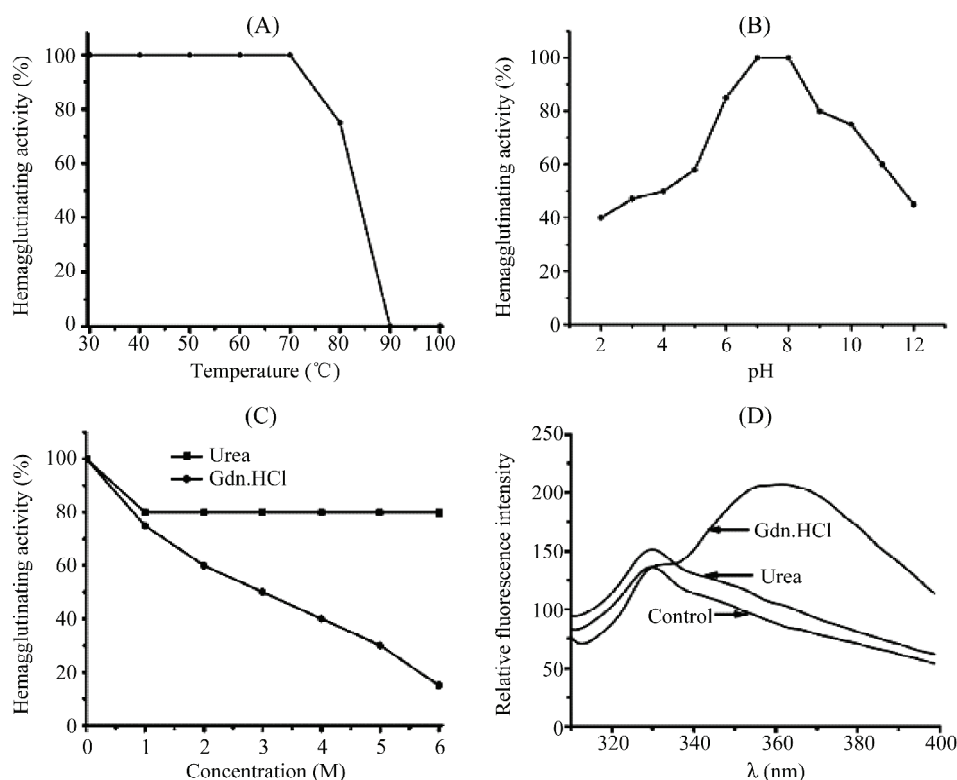 (A)
Hemagglutinating activity (%)
100
80
60
40
20
0
30 40 50 60 70 80 90 100
Temperature (℃)
(B)
Hemagglutinating activity (%)
100
80
60
40
20
0
2 4 6 8 10 12
pH
(C)
Hemagglutinating activity (%)
100
80
60
40
20
0
Urea
Gdn.HCl
0 1 2 3 4 5 6
Concentration (M)
(D)
Relative fluorescence intensity
250
200
150
100
50
0
Gdn.HCl
Urea
Control
320 340 360 380 400
λ (nm)